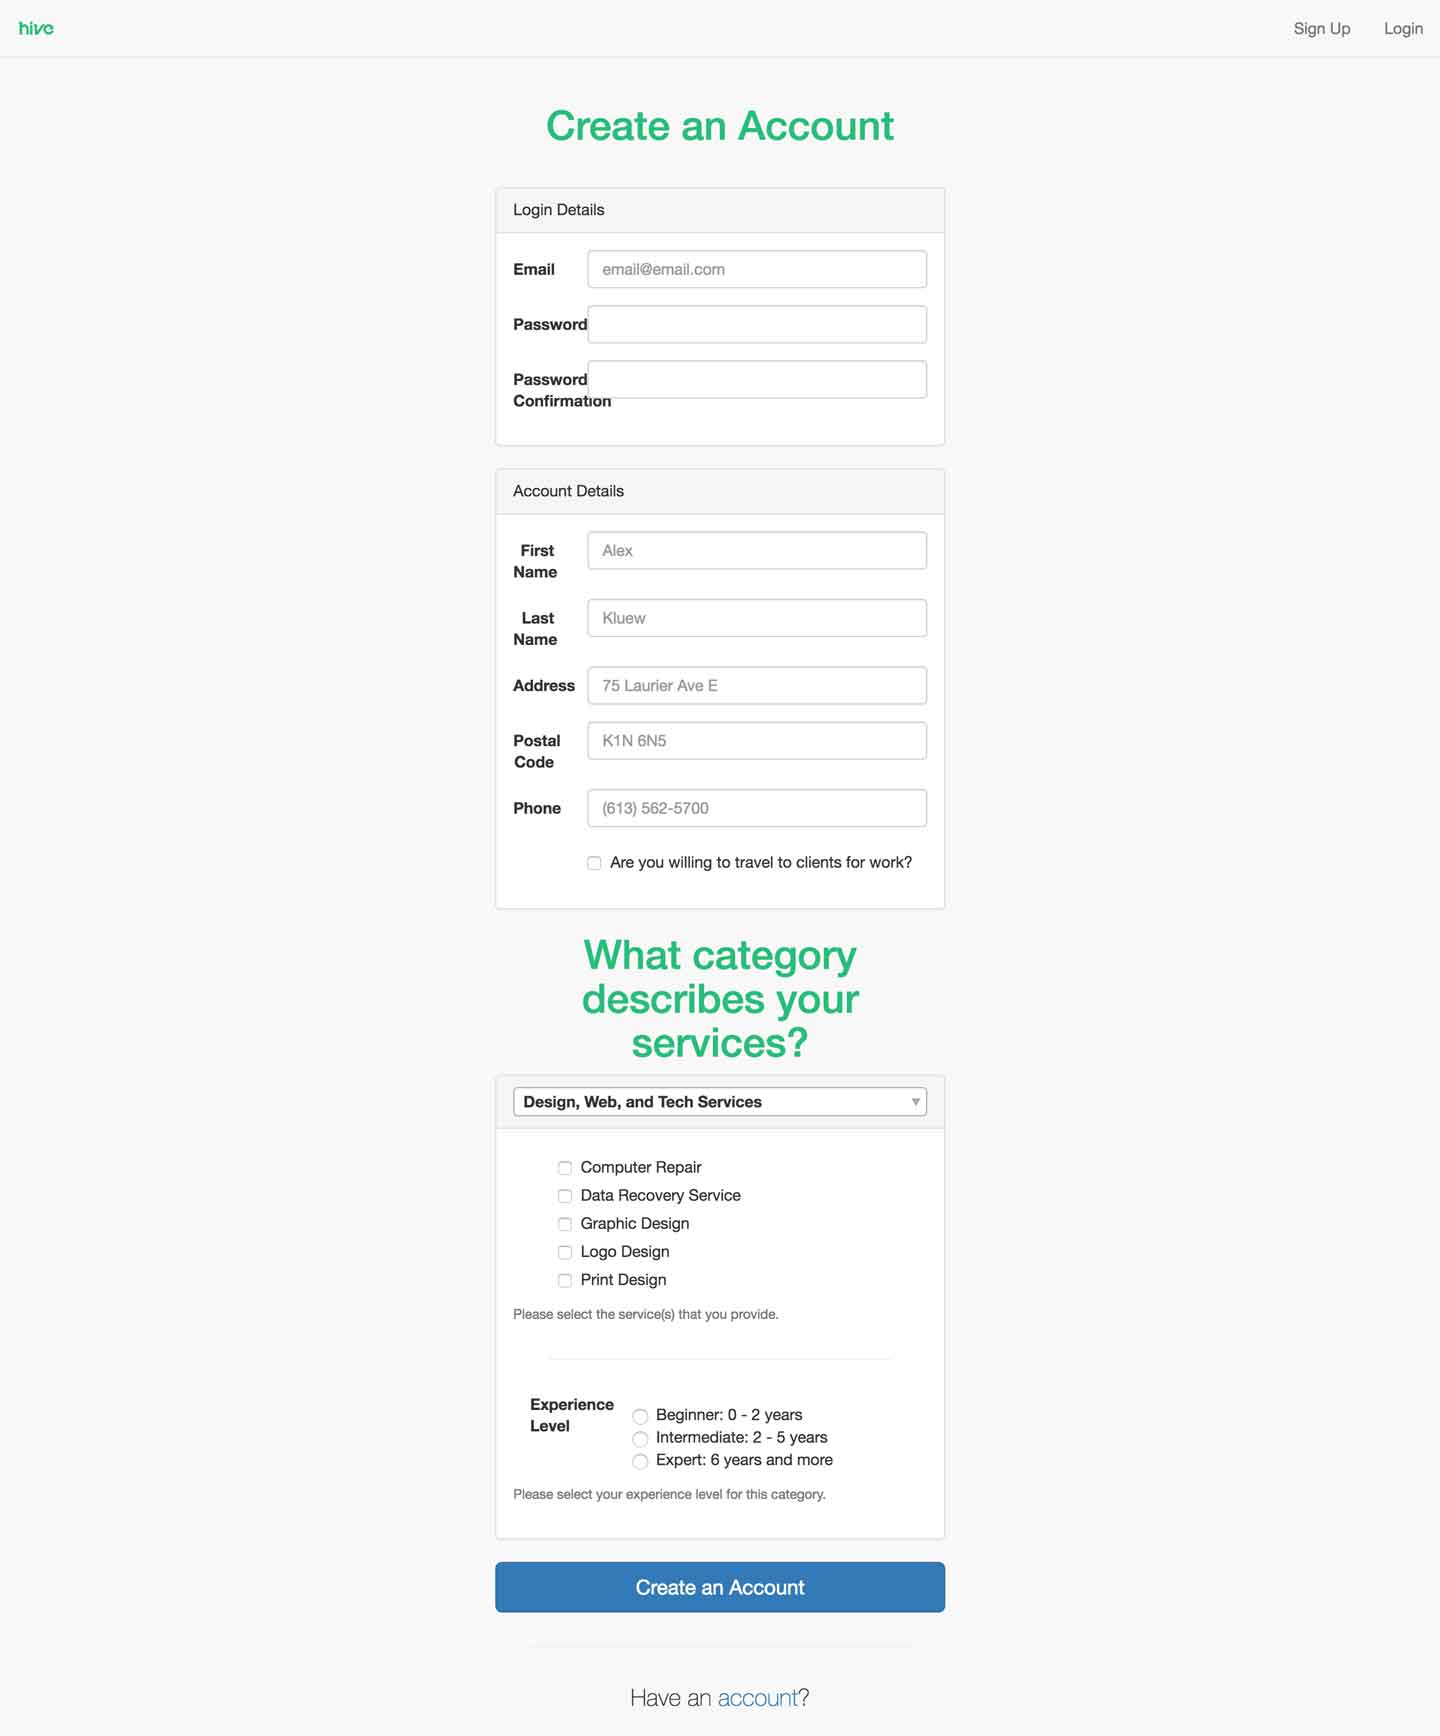 hive
Sign Up
Login
Create an Account
Login Details
Email
email@email.com
Password
Password
Confirmation
Account Details
First
Name
Alex
Last
Name
Kluew
Address
75 Laurier Ave E
Postal
Code
K1N 6N5
Phone
(613) 562-5700
Are you willing to travel to clients for work?
What category
describes your
services?
Design, Web, and Tech Services
Computer Repair
Data Recovery Service
Graphic Design
Logo Design
Print Design
Please select the service(s) that you provide.
Experience
Level
Beginner: 0 - 2 years
Intermediate: 2 - 5 years
Expert: 6 years and more
Please select your experience level for this category.
Create an Account
Have an account?